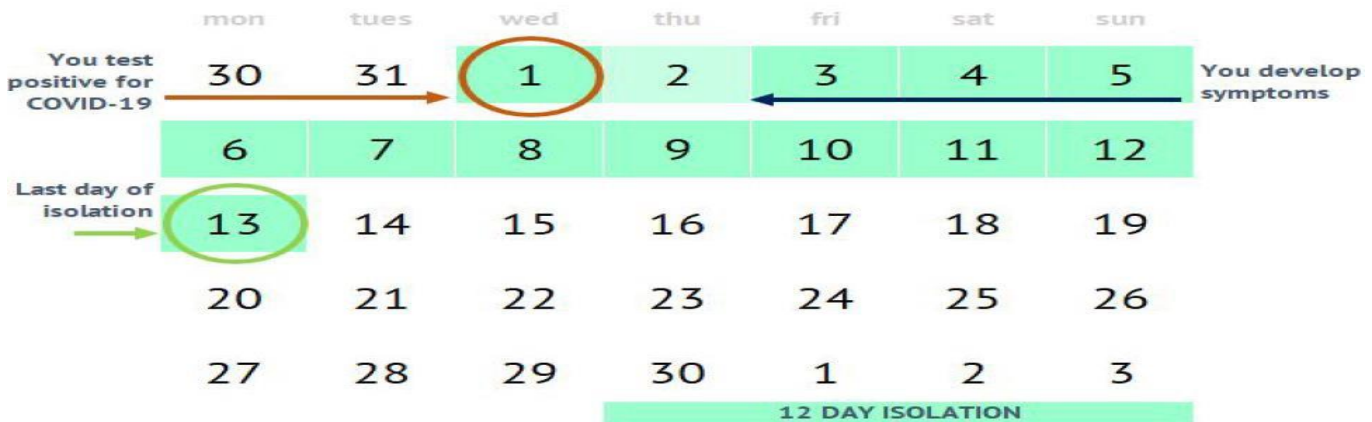 mon tues wed thu fri sat sun
You test
positive for
COVID-19
30 31 1 2 3 4 5
You develop
symptoms
6 7 8 9 10 11 12
Last day of
isolation
13 14 15 16 17 18 19
20 21 22 23 24 25 26
27 28 29 30 1 2 3
12 DAY ISOLATION